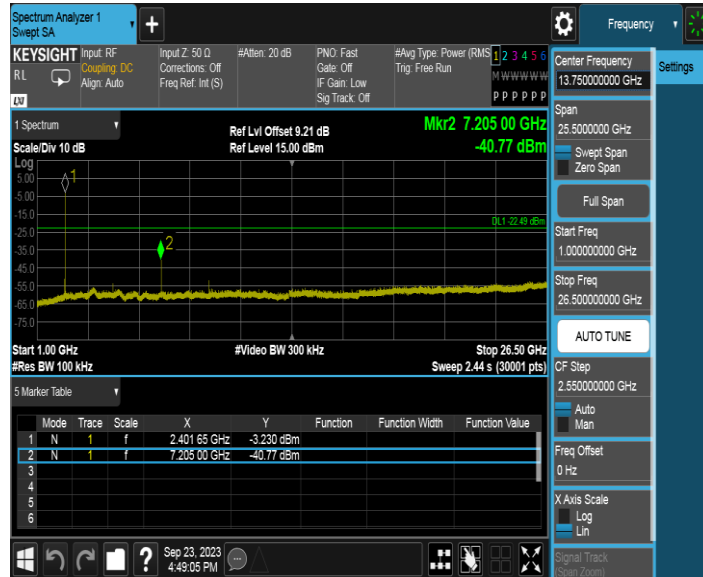 Spectrum Analyzer 1
Swept SA
+
Frequency
KEYSIGHT
RL
LXI
Input: RF
Coupling: DC
Align: Auto
Input Z: 50 Ω
Corrections: Off
Freq Ref: Int (S)
#Atten: 20 dB
PNO: Fast
Gate: Off
IF Gain: Low
Sig Track: Off
#Avg Type: Power (RMS
Trig: Free Run
1 2 3 4 5 6
M W W W W W
P P P P P P
1 Spectrum
Scale/Div 10 dB
Ref Lvl Offset 9.21 dB
Ref Level 15.00 dBm
Mkr2 7.205 00 GHz
-40.77 dBm
Log
5.00
-5.00
-15.0
-25.0
-35.0
-45.0
-55.0
-65.0
-75.0
1
2
DL1 -22.49 dBm
Start 1.00 GHz
#Res BW 100 kHz
#Video BW 300 kHz
Stop 26.50 GHz
Sweep 2.44 s (30001 pts)
5 Marker Table
Mode Trace Scale X Y Function Function Width Function Value
1 N 1 f 2.401 65 GHz -3.230 dBm
2 N 1 f 7.205 00 GHz -40.77 dBm
3
4
5
6
?
Sep 23, 2023
4:49:05 PM
Settings
Center Frequency
13.750000000 GHz
Span
25.5000000 GHz
Swept Span
Zero Span
Full Span
Start Freq
1.000000000 GHz
Stop Freq
26.500000000 GHz
AUTO TUNE
CF Step
2.550000000 GHz
Auto
Man
Freq Offset
0 Hz
X Axis Scale
Log
Lin
Signal Track
(Span Zoom)